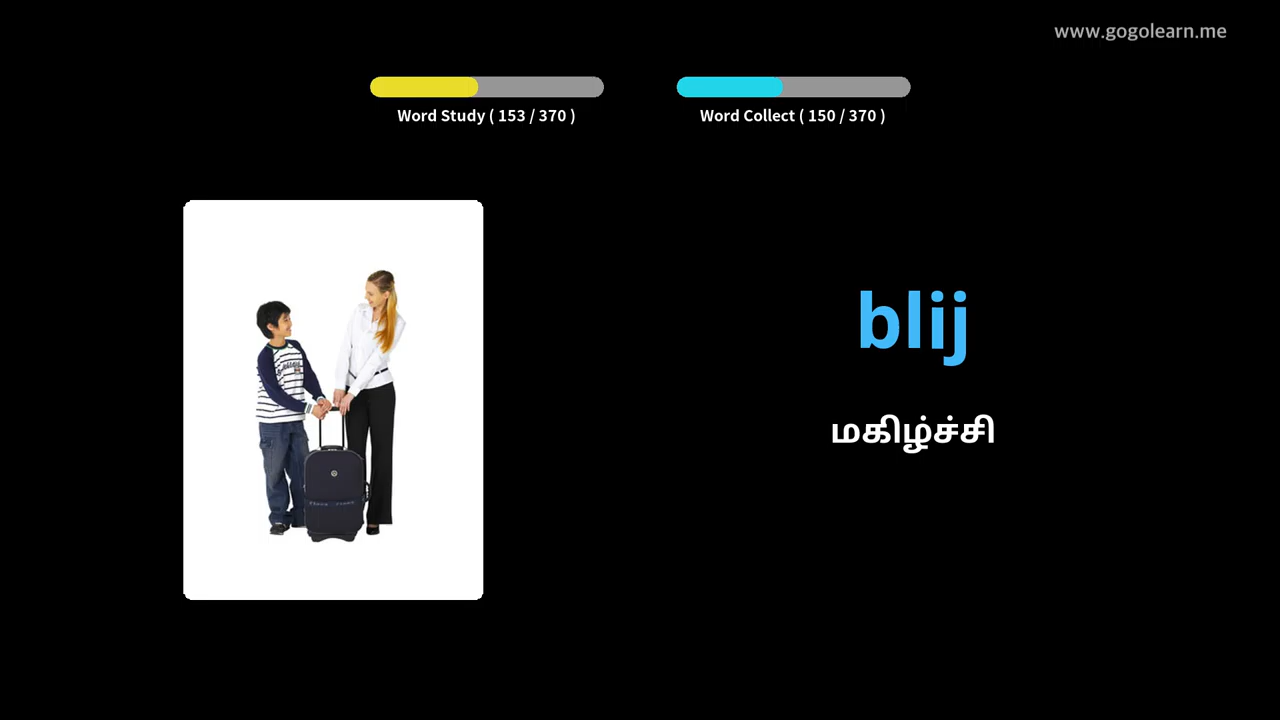 www.gogolearn.me
Word Study ( 153 / 370 )
Word Collect ( 150 / 370 )
blij
மகிழ்ச்சி